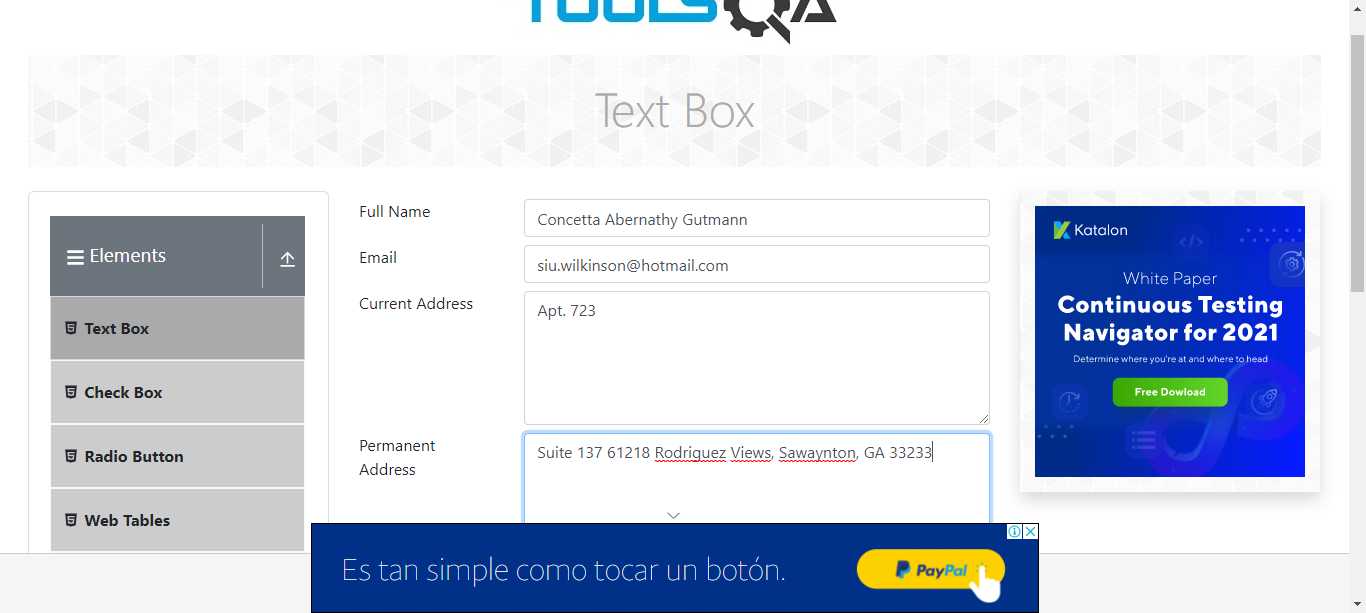 TOOLSQA
Text Box
Elements
Text Box
Check Box
Radio Button
Web Tables
Full Name
Concetta Abernathy Gutmann
Email
siu.wilkinson@hotmail.com
Current Address
Apt. 723
Permanent
Address
Suite 137 61218 Rodriguez Views, Sawaynton, GA 33233
Katalon
White Paper
Continuous Testing
Navigator for 2021
Determine where you're at and where to head
Free Dowload
Es tan simple como tocar un botón.
PayPal